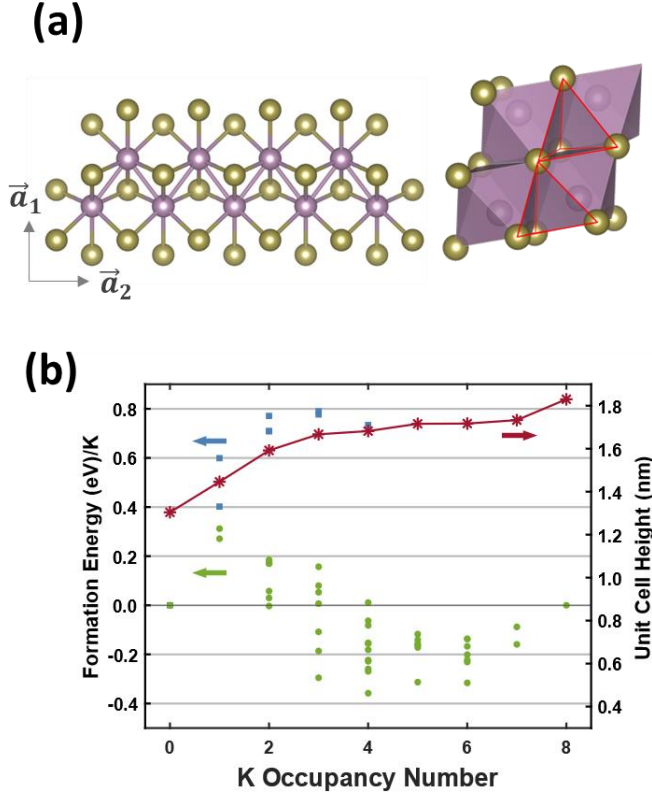 (a)
a⃗1
a⃗2
(b)
Formation Energy (eV)/K
0.8
0.6
0.4
0.2
0.0
-0.2
-0.4
1.8
1.6
1.4
1.2
1.0
0.8
0.6
0.4
Unit Cell Height (nm)
0 2 4 6 8
K Occupancy Number